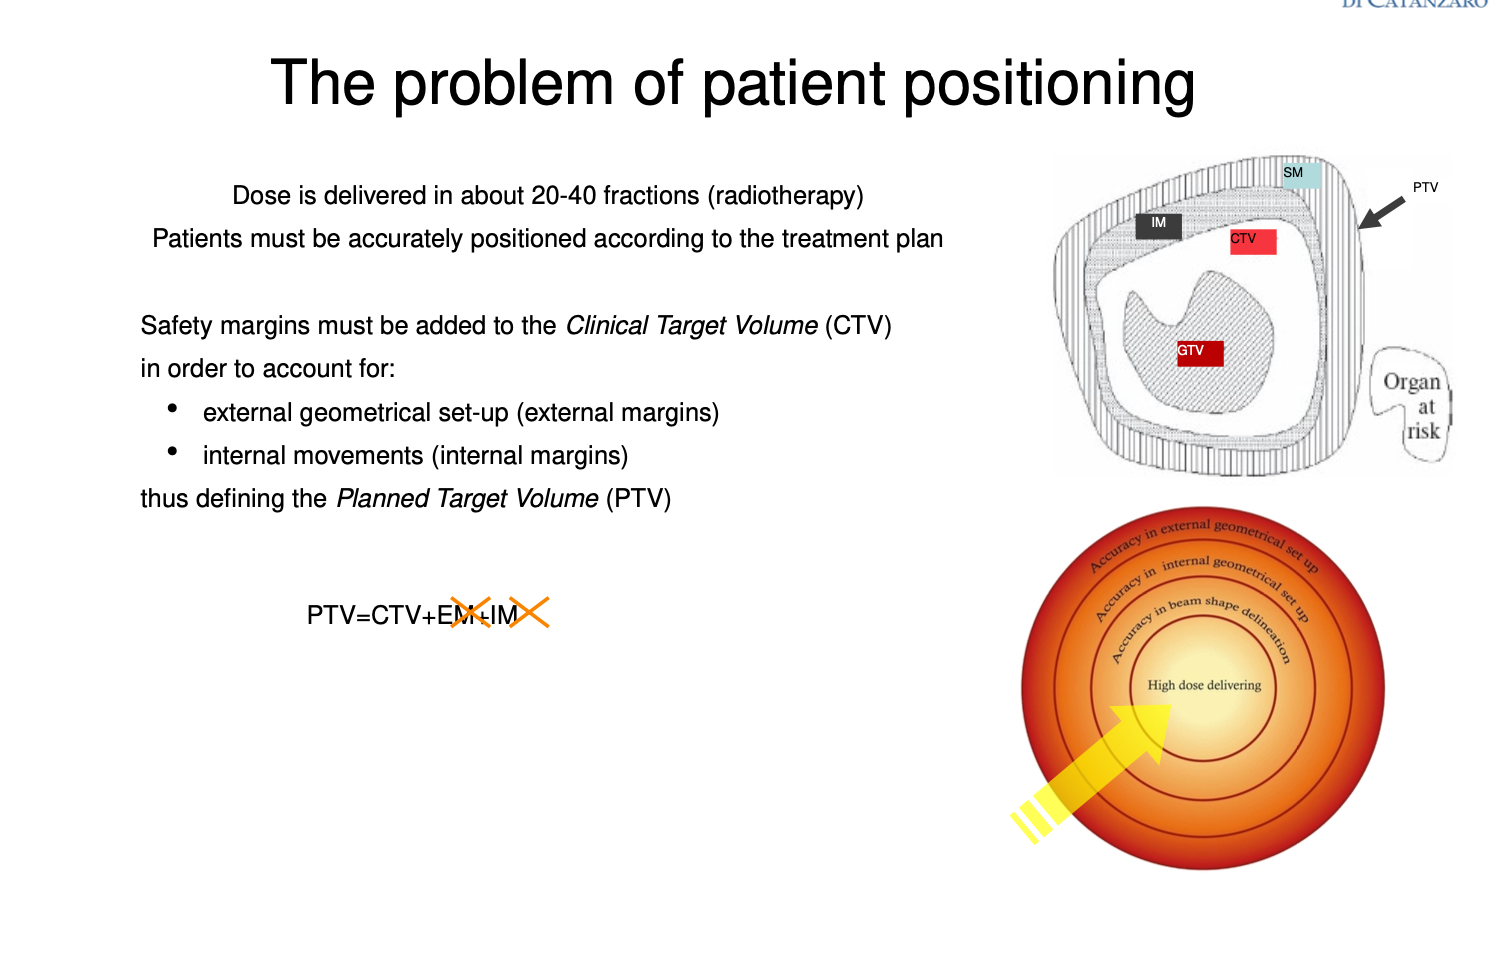 DI CATANZARO
The problem of patient positioning
Dose is delivered in about 20-40 fractions (radiotherapy)
Patients must be accurately positioned according to the treatment plan
Safety margins must be added to the Clinical Target Volume (CTV)
in order to account for:
• external geometrical set-up (external margins)
• internal movements (internal margins)
thus defining the Planned Target Volume (PTV)
PTV=CTV+EM+IM
SM
PTV
IM
CTV
GTV
Organ
at
risk
Accuracy in external geometrical set up
Accuracy in internal geometrical set up
Accuracy in beam shape delineation
High dose delivering